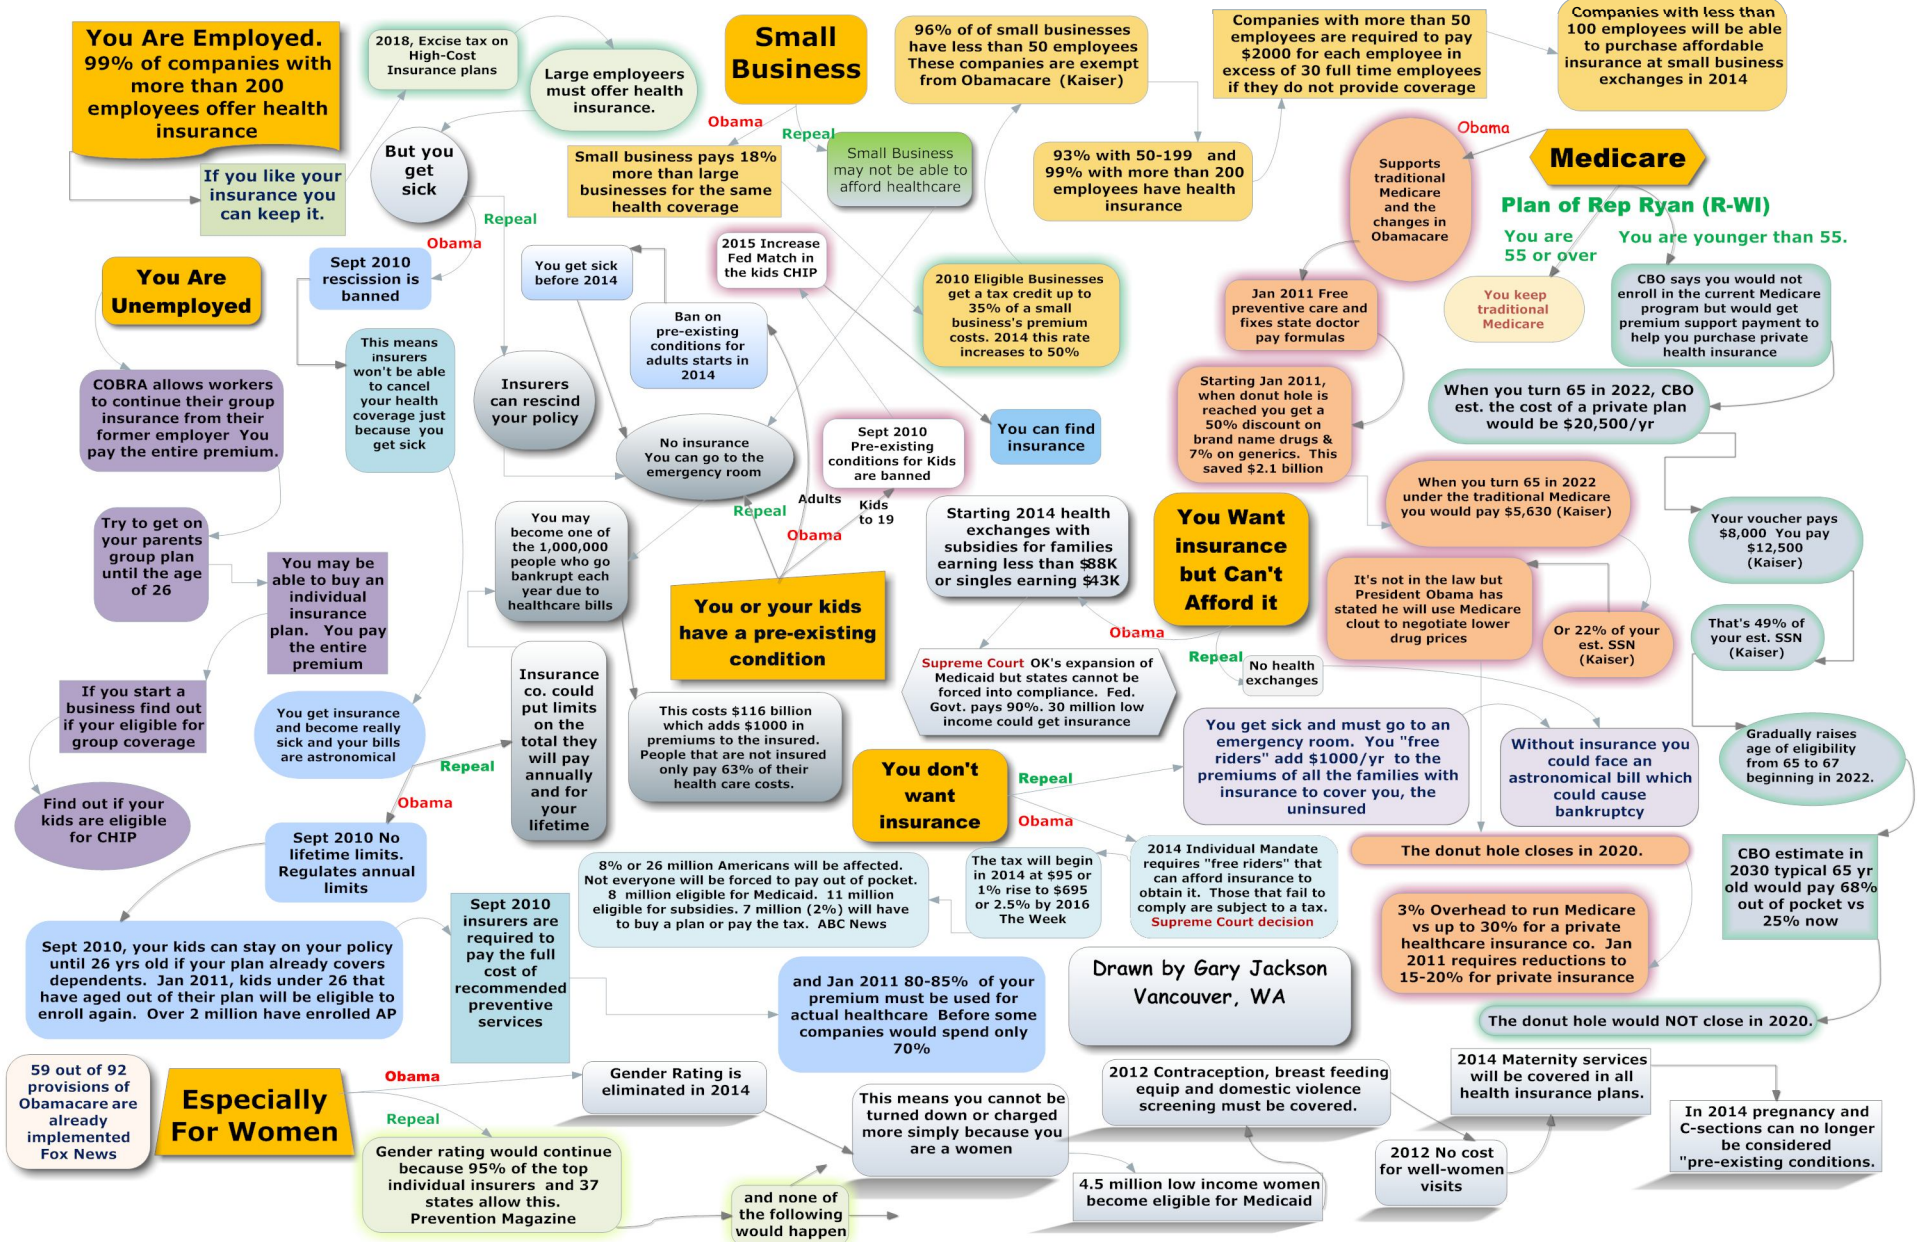 You Are Employed.
99% of companies with
more than 200
employees offer health
insurance
If you like your
insurance you
can keep it.
2018, Excise tax on
High-Cost
Insurance plans
Large employeers
must offer health
insurance.
But you
get
sick
Repeal
Obama
Sept 2010
rescission is
banned
This means
insurers
won't be able
to cancel
your health
coverage just
because you
get sick
Insurers
can rescind
your policy
Small
Business
Obama
Repeal
Small business pays 18%
more than large
businesses for the same
health coverage
Small Business
may not be able to
afford healthcare
96% of of small businesses
have less than 50 employees
These companies are exempt
from Obamacare (Kaiser)
93% with 50-199 and
99% with more than 200
employees have health
insurance
Companies with more than 50
employees are required to pay
$2000 for each employee in
excess of 30 full time employees
if they do not provide coverage
Companies with less than
100 employees will be able
to purchase affordable
insurance at small business
exchanges in 2014
2010 Eligible Businesses
get a tax credit up to
35% of a small
business's premium
costs. 2014 this rate
increases to 50%
Medicare
Obama
Supports
traditional
Medicare
and the
changes in
Obamacare
Plan of Rep Ryan (R-WI)
You are
55 or over
You are younger than 55.
You keep
traditional
Medicare
CBO says you would not
enroll in the current Medicare
program but would get
premium support payment to
help you purchase private
health insurance
When you turn 65 in 2022, CBO
est. the cost of a private plan
would be $20,500/yr
Your voucher pays
$8,000 You pay
$12,500
(Kaiser)
That's 49% of
your est. SSN
(Kaiser)
Gradually raises
age of eligibility
from 65 to 67
beginning in 2022.
CBO estimate in
2030 typical 65 yr
old would pay 68%
out of pocket vs
25% now
The donut hole would NOT close in 2020.
Jan 2011 Free
preventive care and
fixes state doctor
pay formulas
Starting Jan 2011,
when donut hole is
reached you get a
50% discount on
brand name drugs &
7% on generics. This
saved $2.1 billion
When you turn 65 in 2022
under the traditional Medicare
you would pay $5,630 (Kaiser)
Or 22% of your
est. SSN
(Kaiser)
It's not in the law but
President Obama has
stated he will use Medicare
clout to negotiate lower
drug prices
The donut hole closes in 2020.
3% Overhead to run Medicare
vs up to 30% for a private
healthcare insurance co. Jan
2011 requires reductions to
15-20% for private insurance
You Are
Unemployed
COBRA allows workers
to continue their group
insurance from their
former employer You
pay the entire premium.
Try to get on
your parents
group plan
until the age
of 26
You may be
able to buy an
individual
insurance
plan. You pay
the entire
premium
If you start a
business find out
if your eligible for
group coverage
Find out if your
kids are eligible
for CHIP
You get sick
before 2014
Ban on
pre-existing
conditions for
adults starts in
2014
2015 Increase
Fed Match in
the kids CHIP
Sept 2010
Pre-existing
conditions for Kids
are banned
You can find
insurance
No insurance
You can go to the
emergency room
Repeal
Adults
Kids
to 19
Obama
You or your kids
have a pre-existing
condition
You may
become one of
the 1,000,000
people who go
bankrupt each
year due to
healthcare bills
This costs $116 billion
which adds $1000 in
premiums to the insured.
People that are not insured
only pay 63% of their
health care costs.
Insurance
co. could
put limits
on the
total they
will pay
annually
and for
your
lifetime
You get insurance
and become really
sick and your bills
are astronomical
Repeal
Obama
Sept 2010 No
lifetime limits.
Regulates annual
limits
Sept 2010, your kids can stay on your policy
until 26 yrs old if your plan already covers
dependents. Jan 2011, kids under 26 that
have aged out of their plan will be eligible to
enroll again. Over 2 million have enrolled AP
Sept 2010
insurers are
required to
pay the full
cost of
recommended
preventive
services
and Jan 2011 80-85% of your
premium must be used for
actual healthcare Before some
companies would spend only
70%
You Want
insurance
but Can't
Afford it
Obama
Repeal
Starting 2014 health
exchanges with
subsidies for families
earning less than $88K
or singles earning $43K
Supreme Court OK's expansion of
Medicaid but states cannot be
forced into compliance. Fed.
Govt. pays 90%. 30 million low
income could get insurance
No health
exchanges
You don't
want
insurance
Repeal
Obama
You get sick and must go to an
emergency room. You "free
riders" add $1000/yr to the
premiums of all the families with
insurance to cover you, the
uninsured
Without insurance you
could face an
astronomical bill which
could cause
bankruptcy
2014 Individual Mandate
requires "free riders" that
can afford insurance to
obtain it. Those that fail to
comply are subject to a tax.
Supreme Court decision
The tax will begin
in 2014 at $95 or
1% rise to $695
or 2.5% by 2016
The Week
8% or 26 million Americans will be affected.
Not everyone will be forced to pay out of pocket.
8 million eligible for Medicaid. 11 million
eligible for subsidies. 7 million (2%) will have
to buy a plan or pay the tax. ABC News
Drawn by Gary Jackson
Vancouver, WA
59 out of 92
provisions of
Obamacare are
already
implemented
Fox News
Especially
For Women
Obama
Repeal
Gender Rating is
eliminated in 2014
Gender rating would continue
because 95% of the top
individual insurers and 37
states allow this.
Prevention Magazine
and none of
the following
would happen
This means you cannot be
turned down or charged
more simply because you
are a women
4.5 million low income women
become eligible for Medicaid
2012 Contraception, breast feeding
equip and domestic violence
screening must be covered.
2012 No cost
for well-women
visits
2014 Maternity services
will be covered in all
health insurance plans.
In 2014 pregnancy and
C-sections can no longer
be considered
"pre-existing conditions.